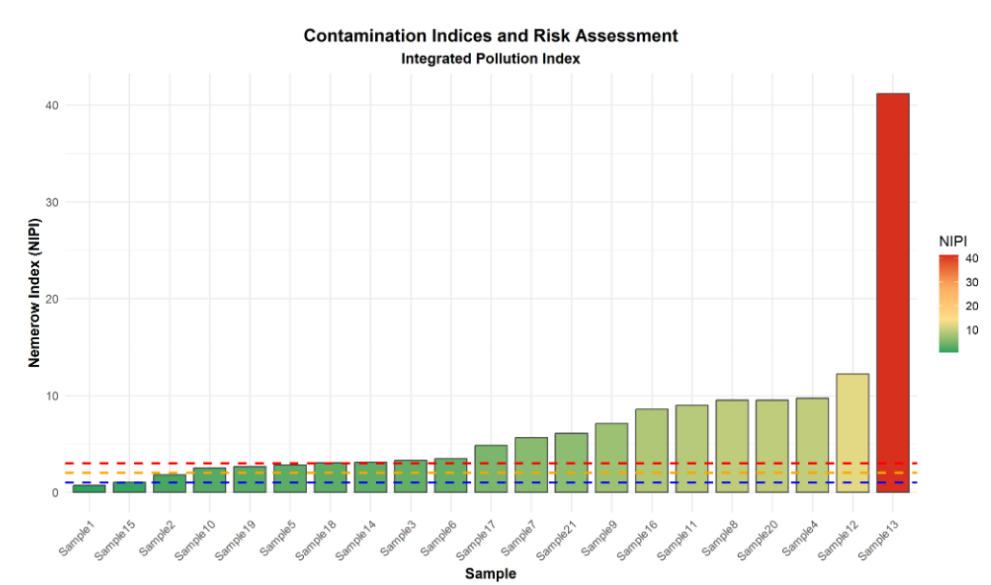 Contamination Indices and Risk Assessment
Integrated Pollution Index
Nemerow Index (NIPI)
40
30
20
10
0
Sample1
Sample15
Sample2
Sample10
Sample19
Sample5
Sample18
Sample14
Sample3
Sample6
Sample17
Sample7
Sample21
Sample9
Sample16
Sample11
Sample8
Sample20
Sample4
Sample12
Sample13
Sample
NIPI
40
30
20
10